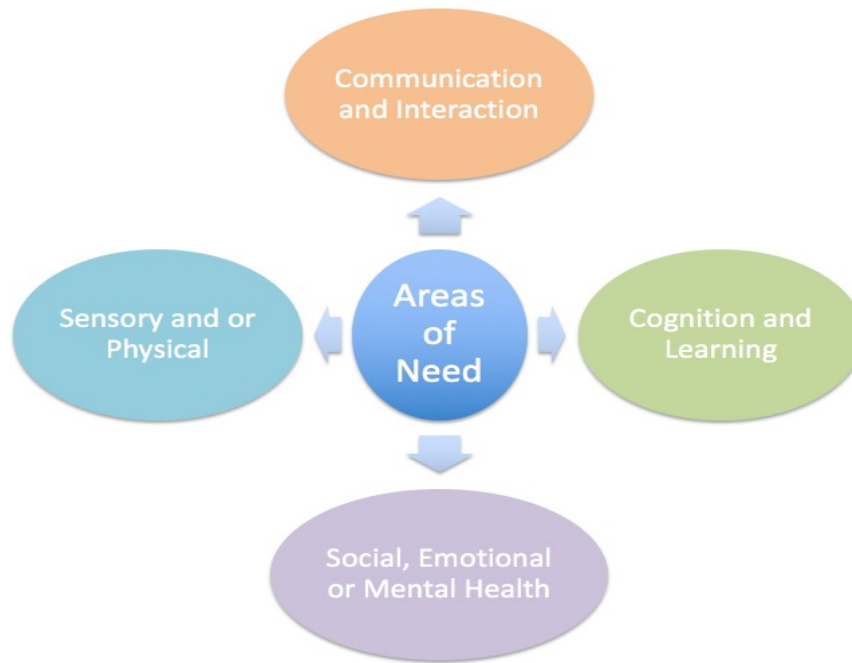 Communication
and Interaction
Sensory and or
Physical
Areas
of
Need
Cognition and
Learning
Social, Emotional
or Mental Health